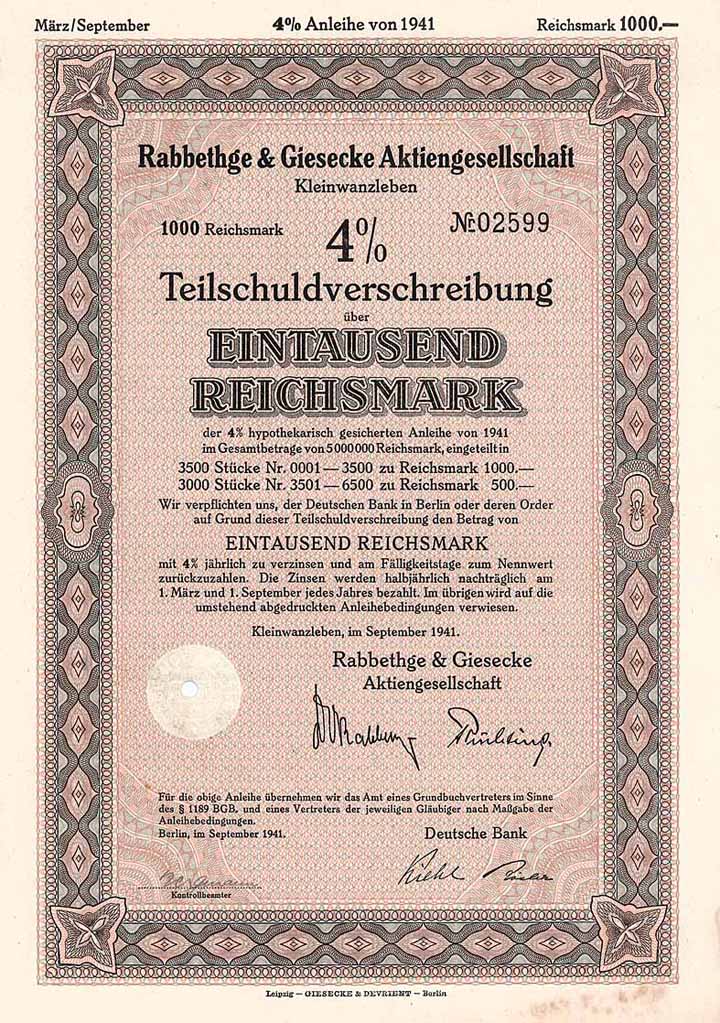 März/September 4% Anleihe von 1941 Reichsmark 1000.—
Rabbethge & Giesecke Aktiengesellschaft
Kleinwanzleben
1000 Reichsmark 4% № 02599
Teilschuldverschreibung
über
EINTAUSEND
REICHSMARK
der 4% hypothekarisch gesicherten Anleihe von 1941
im Gesamtbetrage von 5 000 000 Reichsmark, eingeteilt in
3500 Stücke Nr. 0001—3500 zu Reichsmark 1000.—
3000 Stücke Nr. 3501—6500 zu Reichsmark 500.—
Wir verpflichten uns, der Deutschen Bank in Berlin oder deren Order
auf Grund dieser Teilschuldverschreibung den Betrag von
EINTAUSEND REICHSMARK
mit 4% jährlich zu verzinsen und am Fälligkeitstage zum Nennwert
zurückzuzahlen. Die Zinsen werden halbjährlich nachträglich am
1. März und 1. September jedes Jahres bezahlt. Im übrigen wird auf die
umstehend abgedruckten Anleihebedingungen verwiesen.
Kleinwanzleben, im September 1941.
Rabbethge & Giesecke
Aktiengesellschaft
Für die obige Anleihe übernehmen wir das Amt eines Grundbuchvertreters im Sinne
des § 1189 BGB. und eines Vertreters der jeweiligen Gläubiger nach Maßgabe der
Anleihebedingungen.
Berlin, im September 1941. Deutsche Bank
Kontrollbeamter
Leipzig — GIESECKE & DEVRIENT — Berlin